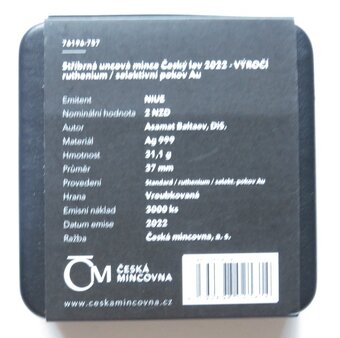 76196-757
Stříbrná uncová mince Český lev 2022 - VÝROČÍ
ruthenium / selektivní pokov Au
Emitent NIUE
Nominální hodnota 2 NZD
Autor Asamat Baltaev, DiS.
Materiál Ag 999
Hmotnost 31,1 g
Průměr 37 mm
Provedení Standard / ruthenium / selekt. pokov Au
Hrana Vroubkovaná
Emisní náklad 3000 ks
Datum emise 2022
Ražba Česká mincovna, a. s.
ČM ČESKÁ
MINCOVNA
www.ceskamincovna.cz